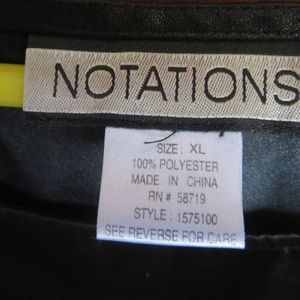 NOTATIONS
SIZE: XL
100% POLYESTER
MADE IN CHINA
RN# 58719
STYLE: 1575100
SEE REVERSE FOR CARE